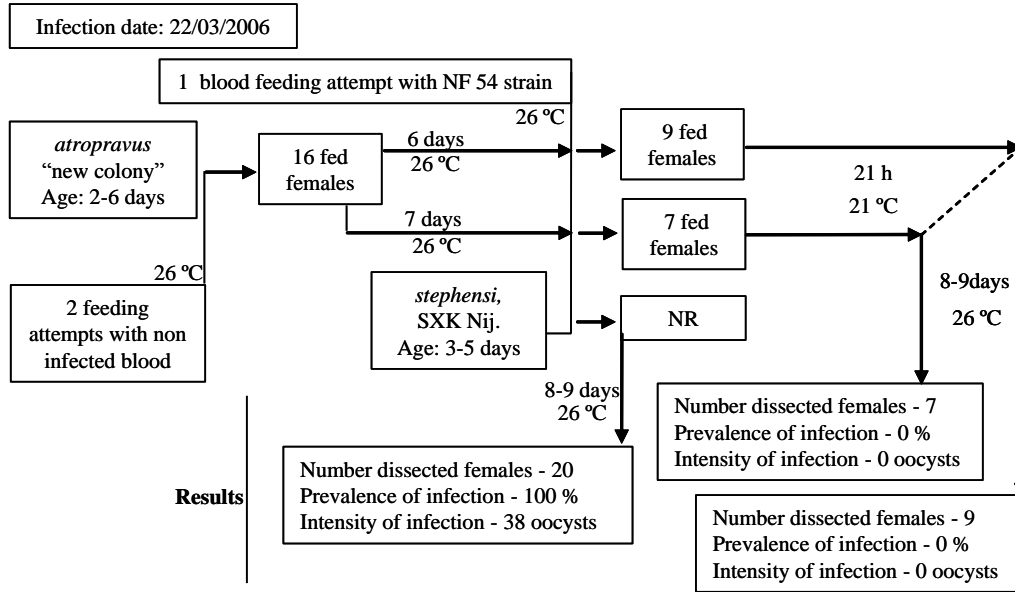 Infection date: 22/03/2006
1 blood feeding attempt with NF 54 strain
26 ºC
atropravus
“new colony”
Age: 2-6 days
16 fed
females
6 days
26 ºC
9 fed
females
21 h
21 ºC
7 days
26 ºC
7 fed
females
26 ºC
2 feeding
attempts with non
infected blood
stephensi,
SXK Nij.
Age: 3-5 days
NR
8-9days
26 ºC
8-9 days
26 ºC
Number dissected females - 7
Prevalence of infection - 0 %
Intensity of infection - 0 oocysts
Results
Number dissected females - 20
Prevalence of infection - 100 %
Intensity of infection - 38 oocysts
Number dissected females - 9
Prevalence of infection - 0 %
Intensity of infection - 0 oocysts